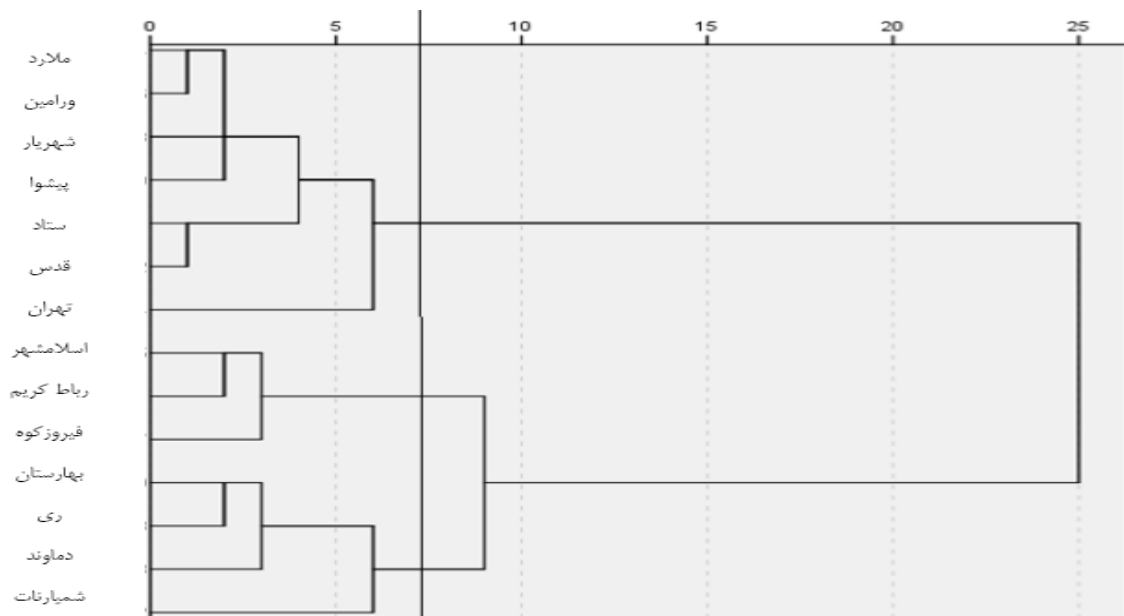 0 5 10 15 20 25
ملارد
ورامین
شهریار
پیشوا
ستاد
قدس
تهران
اسلامشهر
رباط کریم
فیروزکوه
بهارستان
ری
دماوند
شمیارنات